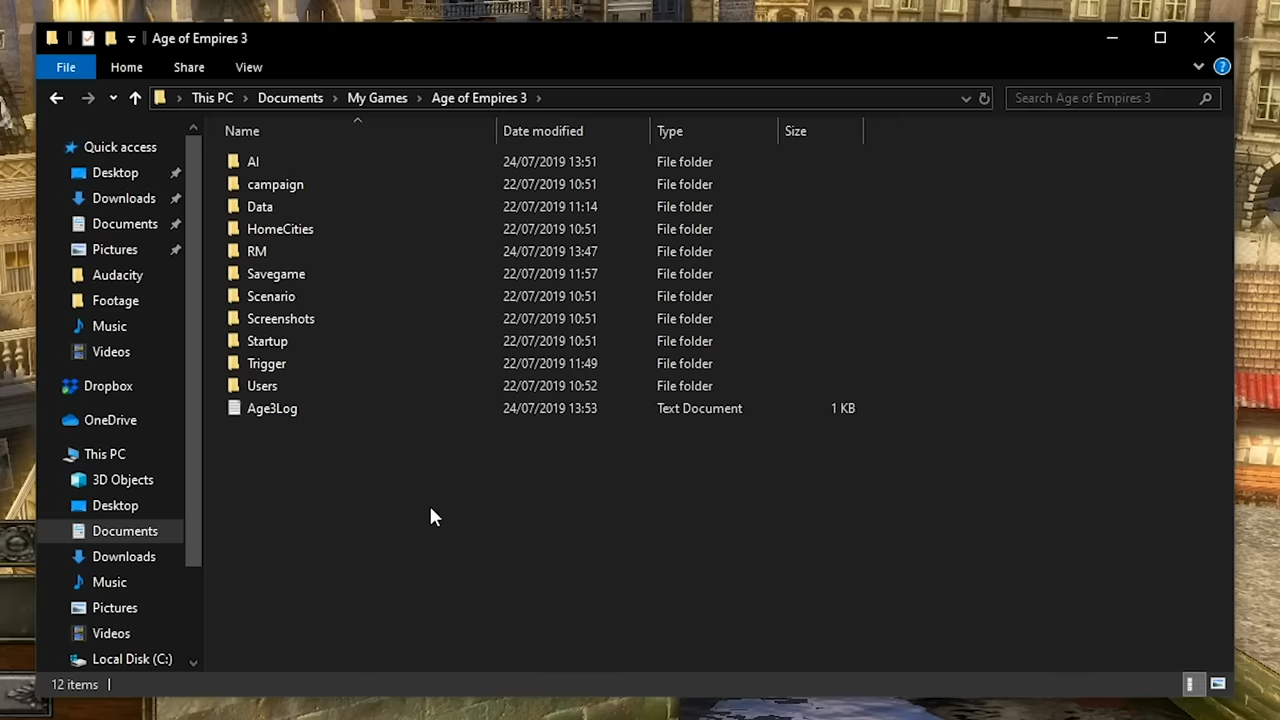 Age of Empires 3
File Home Share View
This PC Documents My Games Age of Empires 3
Search Age of Empires 3
Quick access
Desktop
Downloads
Documents
Pictures
Audacity
Footage
Music
Videos
Dropbox
OneDrive
This PC
3D Objects
Desktop
Documents
Downloads
Music
Pictures
Videos
Local Disk (C:)
Name Date modified Type Size
AI 24/07/2019 13:51 File folder
campaign 22/07/2019 10:51 File folder
Data 22/07/2019 11:14 File folder
HomeCities 22/07/2019 10:51 File folder
RM 24/07/2019 13:47 File folder
Savegame 22/07/2019 11:57 File folder
Scenario 22/07/2019 10:51 File folder
Screenshots 22/07/2019 10:51 File folder
Startup 22/07/2019 10:51 File folder
Trigger 22/07/2019 11:49 File folder
Users 22/07/2019 10:52 File folder
Age3Log 24/07/2019 13:53 Text Document 1 KB
12 items